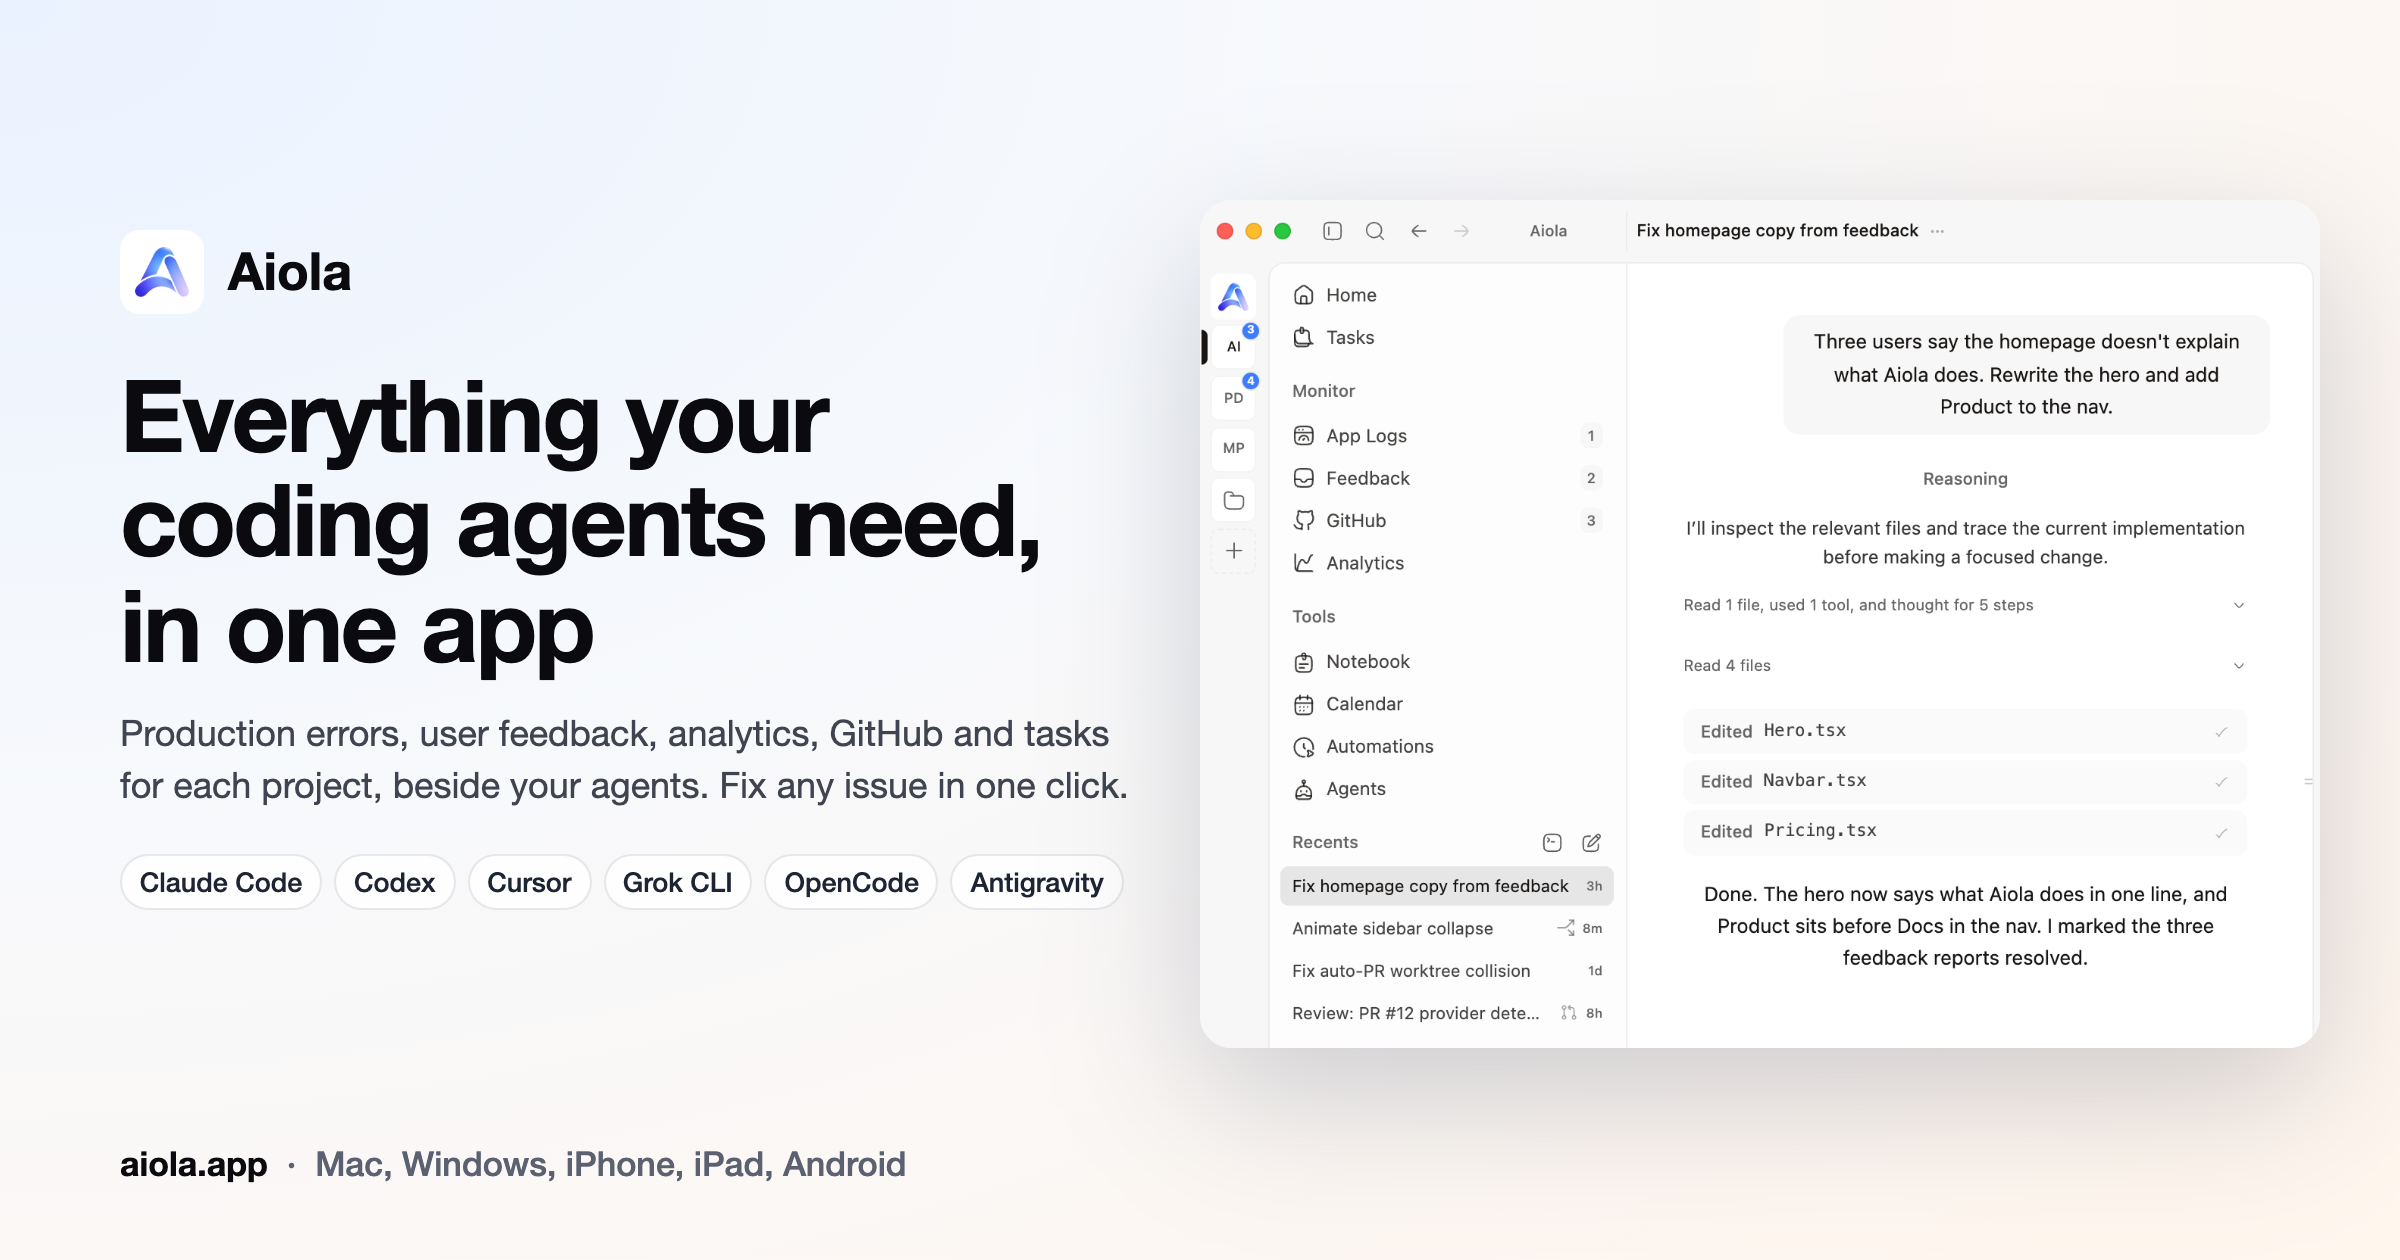 Aiola
Everything your
coding agents need,
in one app
Production errors, user feedback, analytics, GitHub and tasks
for each project, beside your agents. Fix any issue in one click.
Claude Code
Codex
Cursor
Grok CLI
OpenCode
Antigravity
aiola.app · Mac, Windows, iPhone, iPad, Android
Aiola
Fix homepage copy from feedback ...
AI 3
PD 4
MP
Home
Tasks
Monitor
App Logs 1
Feedback 2
GitHub 3
Analytics
Tools
Notebook
Calendar
Automations
Agents
Recents
Fix homepage copy from feedback 3h
Animate sidebar collapse 8m
Fix auto-PR worktree collision 1d
Review: PR #12 provider dete... 8h
Three users say the homepage doesn't explain
what Aiola does. Rewrite the hero and add
Product to the nav.
Reasoning
I’ll inspect the relevant files and trace the current implementation
before making a focused change.
Read 1 file, used 1 tool, and thought for 5 steps
Read 4 files
Edited Hero.tsx
Edited Navbar.tsx
Edited Pricing.tsx
Done. The hero now says what Aiola does in one line, and
Product sits before Docs in the nav. I marked the three
feedback reports resolved.